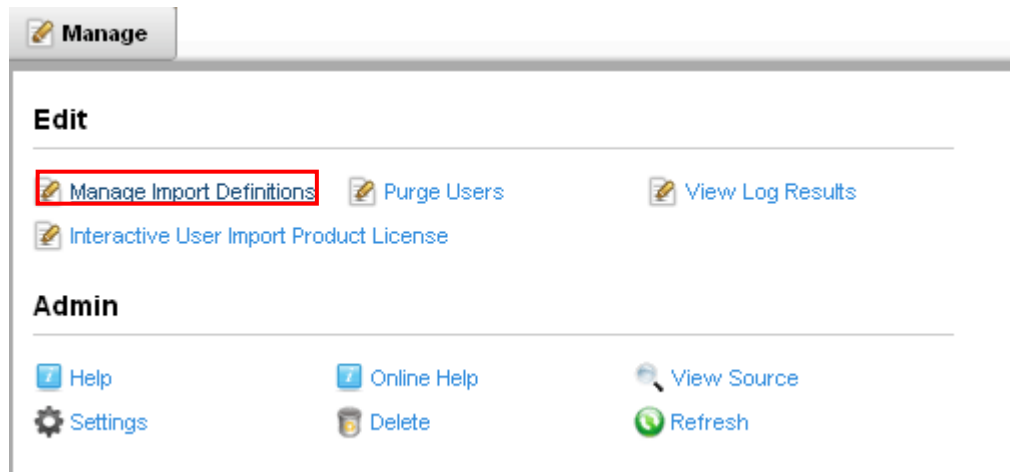 Manage
Edit
Manage Import Definitions Purge Users View Log Results
Interactive User Import Product License
Admin
Help Online Help View Source
Settings Delete Refresh